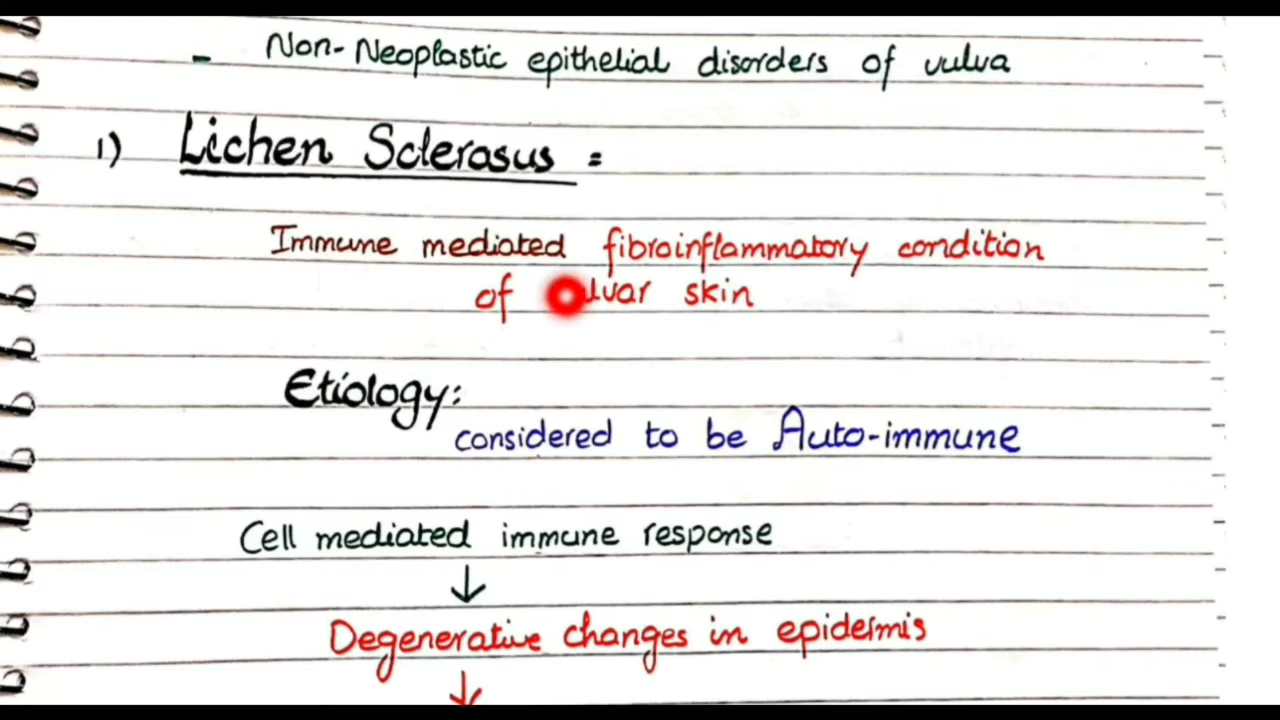 - Non-Neoplastic epithelial disorders of vulva
1) Lichen Sclerosus =
Immune mediated fibroinflammatory condition
of lvar skin
Etiology:
considered to be Auto-immune
Cell mediated immune response
↓
Degenerative changes in epidermis
↓